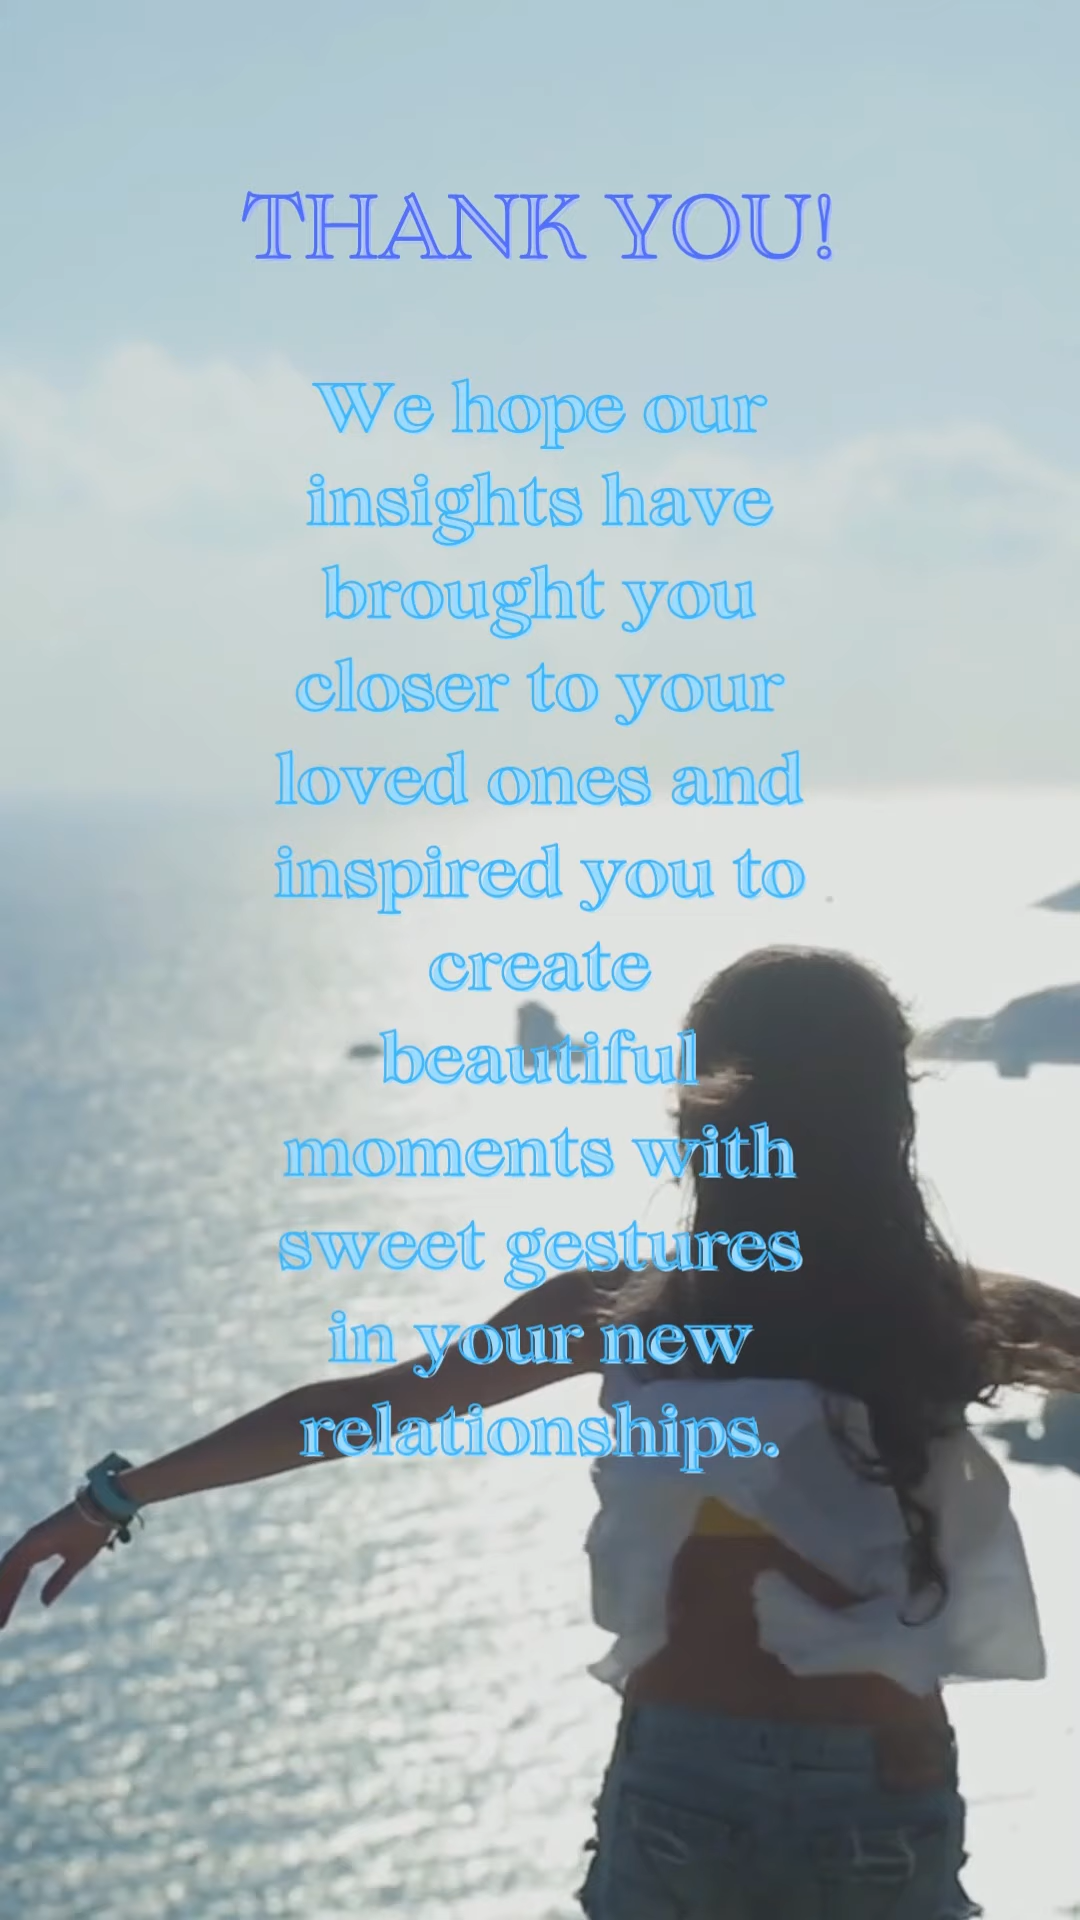 THANK YOU!
We hope our
insights have
brought you
closer to your
loved ones and
inspired you to
create
beautiful
moments with
sweet gestures
in your new
relationships.